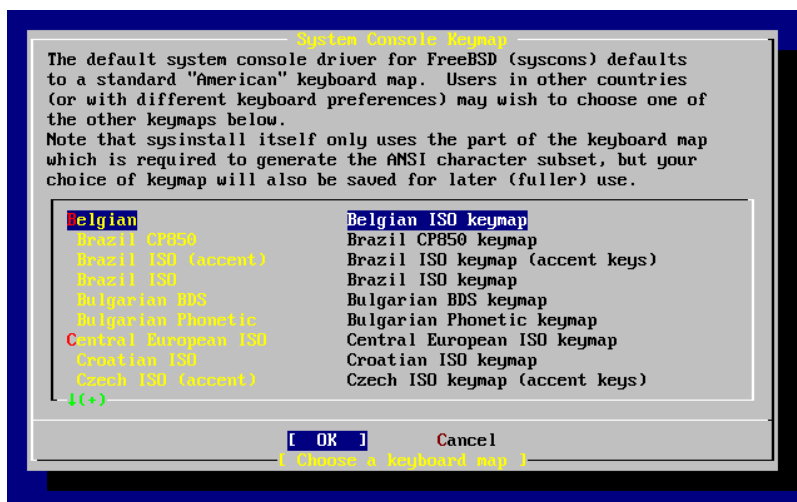 System Console Keymap
The default system console driver for FreeBSD (syscons) defaults
to a standard "American" keyboard map.  Users in other countries
(or with different keyboard preferences) may wish to choose one of
the other keymaps below.
Note that sysinstall itself only uses the part of the keyboard map
which is required to generate the ANSI character subset, but your
choice of keymap will also be saved for later (fuller) use.
Belgian Belgian ISO keymap
Brazil CP850 Brazil CP850 keymap
Brazil ISO (accent) Brazil ISO keymap (accent keys)
Brazil ISO Brazil ISO keymap
Bulgarian BDS Bulgarian BDS keymap
Bulgarian Phonetic Bulgarian Phonetic keymap
Central European ISO Central European ISO keymap
Croatian ISO Croatian ISO keymap
Czech ISO (accent) Czech ISO keymap (accent keys)
↓(+)
[ OK ] Cancel
[ Choose a keyboard map ]